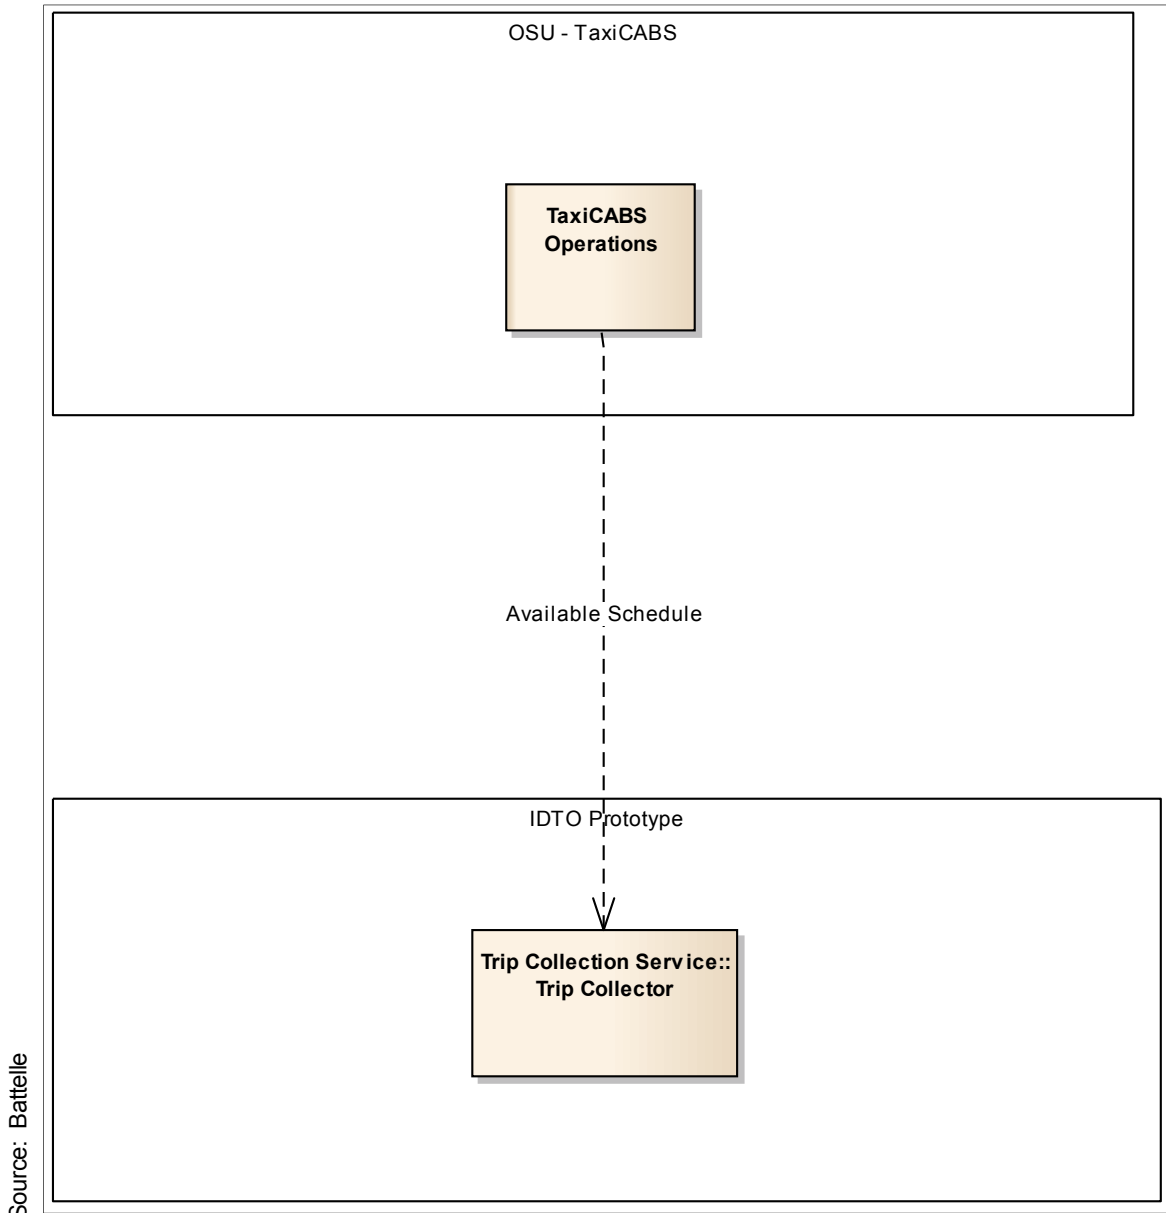 OSU - TaxiCABS
TaxiCABS
Operations
Available Schedule
IDTO Prototype
Trip Collection Service::
Trip Collector
Source: Battelle